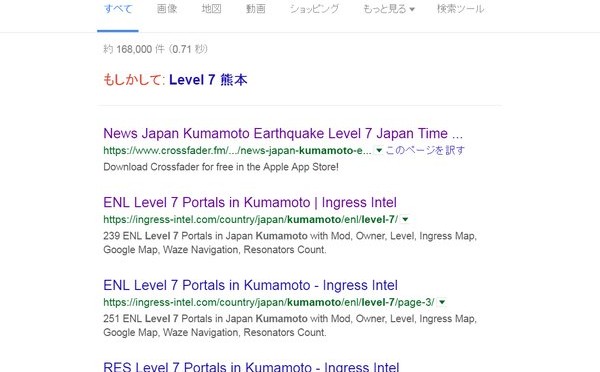 すべて 画像 地図 動画 ショッピング もっと見る▼ 検索ツール
約 168,000 件 (0.71 秒)
もしかして: Level 7 熊本
News Japan Kumamoto Earthquake Level 7 Japan Time ...
https://www.crossfader.fm/.../news-japan-kumamoto-e... ▼ このページを訳す
Download Crossfader for free in the Apple App Store!
ENL Level 7 Portals in Kumamoto | Ingress Intel
https://ingress-intel.com/country/japan/kumamoto/enl/level-7/ ▼
239 ENL Level 7 Portals in Japan Kumamoto with Mod, Owner, Level, Ingress Map,
Google Map, Waze Navigation, Resonators Count.
ENL Level 7 Portals in Kumamoto - Ingress Intel
https://ingress-intel.com/country/japan/kumamoto/enl/level-7/page-3/ ▼
251 ENL Level 7 Portals in Japan Kumamoto with Mod, Owner, Level, Ingress Map,
Google Map, Waze Navigation, Resonators Count.
RES Level 7 Portals in Kumamoto - Ingress Intel